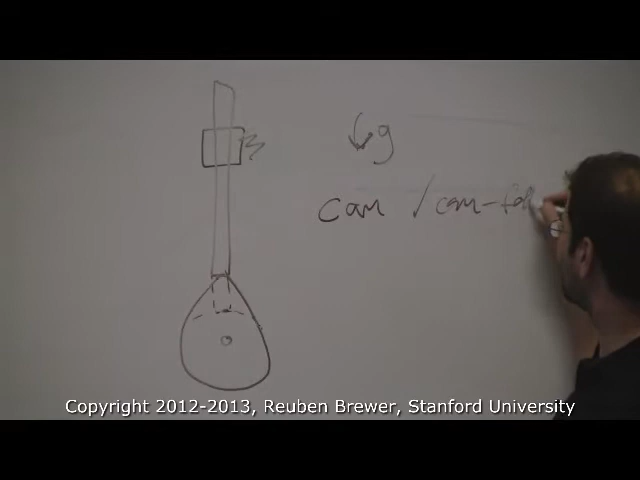 ↓ g
cam / cam-fol
Copyright 2012-2013, Reuben Brewer, Stanford University